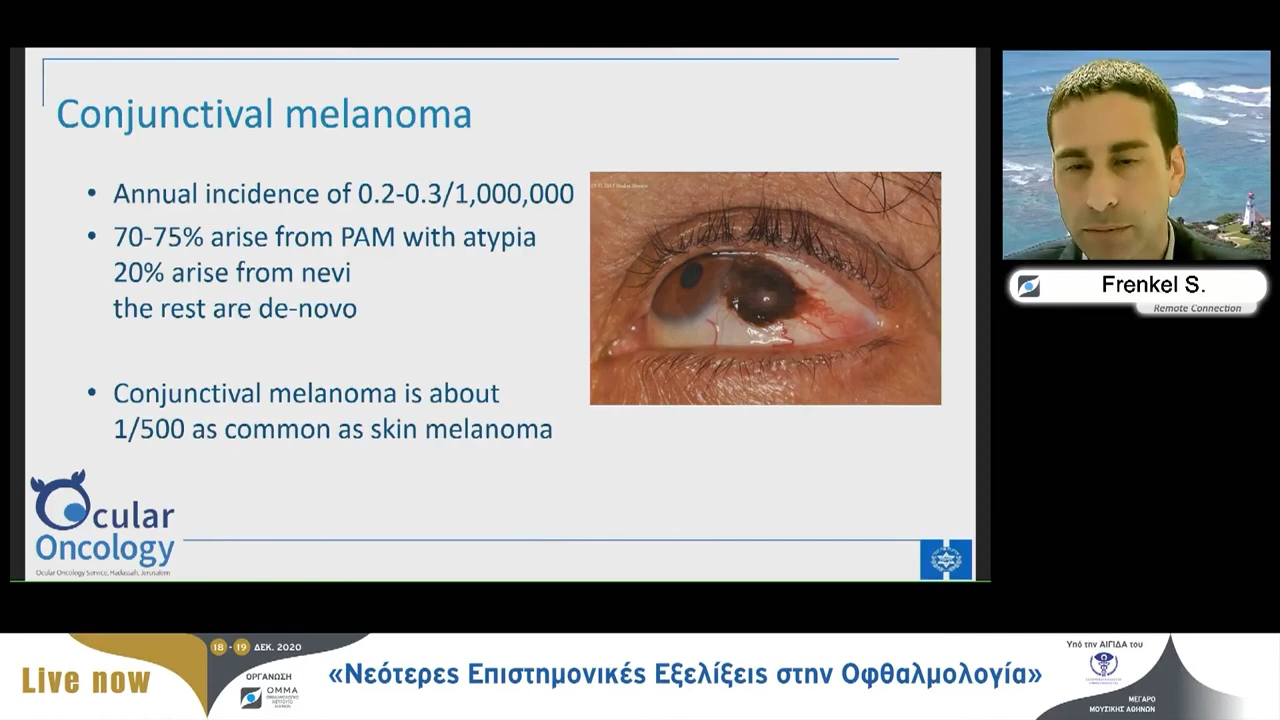 Conjunctival melanoma
• Annual incidence of 0.2-0.3/1,000,000
• 70-75% arise from PAM with atypia
20% arise from nevi
the rest are de-novo
• Conjunctival melanoma is about
1/500 as common as skin melanoma
Ocular
Oncology
Ocular Oncology Service, Hadassah, Jerusalem
Frenkel S.
Remote Connection
Live now
18 - 19 ΔΕΚ. 2020
ΟΡΓΑΝΩΣΗ
ΟΜΜΑ
«Νεότερες Επιστημονικές Εξελίξεις στην Οφθαλμολογία»
Υπό την ΑΙΓΙΔΑ του
ΜΕΓΑΡΟ
ΜΟΥΣΙΚΗΣ ΑΘΗΝΩΝ